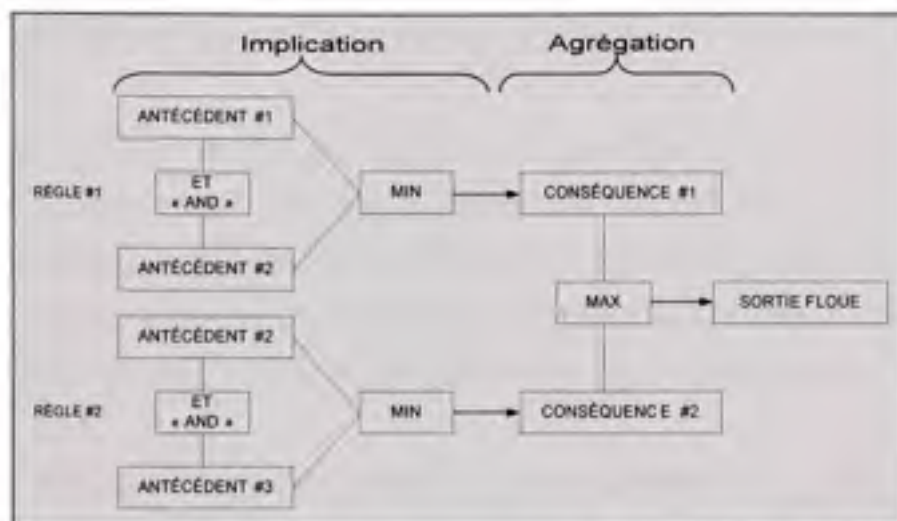 Implication
Agrégation
ANTÉCÉDENT #1
RÈGLE #1
ET
« AND »
MIN
CONSÉQUENCE #1
ANTÉCÉDENT #2
MAX
SORTIE FLOUE
ANTÉCÉDENT #2
RÈGLE #2
ET
« AND »
MIN
CONSÉQUENCE #2
ANTÉCÉDENT #3